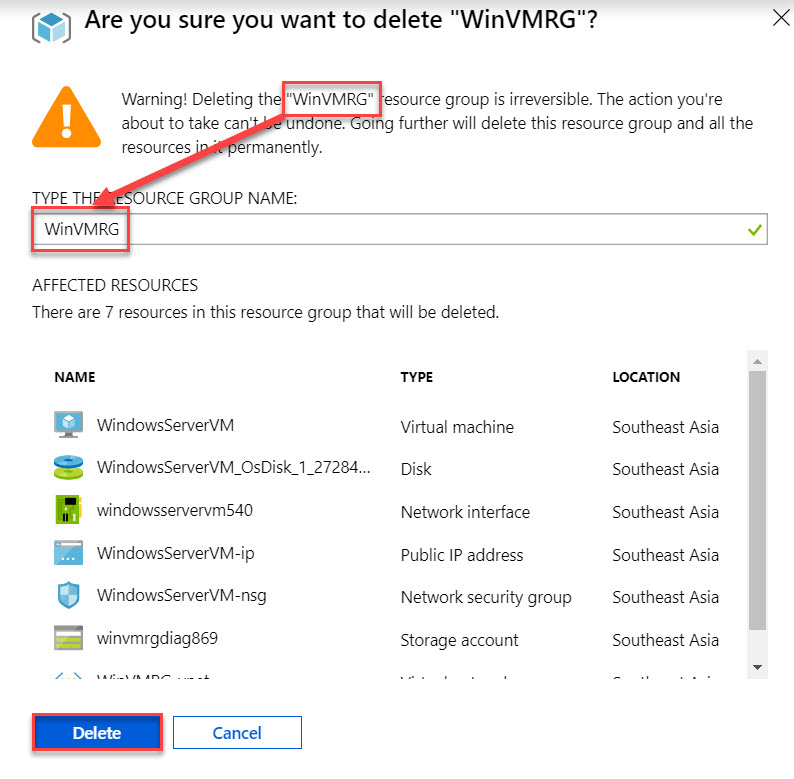 Are you sure you want to delete "WinVMRG"?
Warning! Deleting the "WinVMRG" resource group is irreversible. The action you're
about to take can't be undone. Going further will delete this resource group and all the
resources in it permanently.
TYPE THE RESOURCE GROUP NAME:
WinVMRG
AFFECTED RESOURCES
There are 7 resources in this resource group that will be deleted.
NAME TYPE LOCATION
WindowsServerVM Virtual machine Southeast Asia
WindowsServerVM_OsDisk_1_27284... Disk Southeast Asia
windowsservervm540 Network interface Southeast Asia
WindowsServerVM-ip Public IP address Southeast Asia
WindowsServerVM-nsg Network security group Southeast Asia
winvmrgdiag869 Storage account Southeast Asia
Delete Cancel